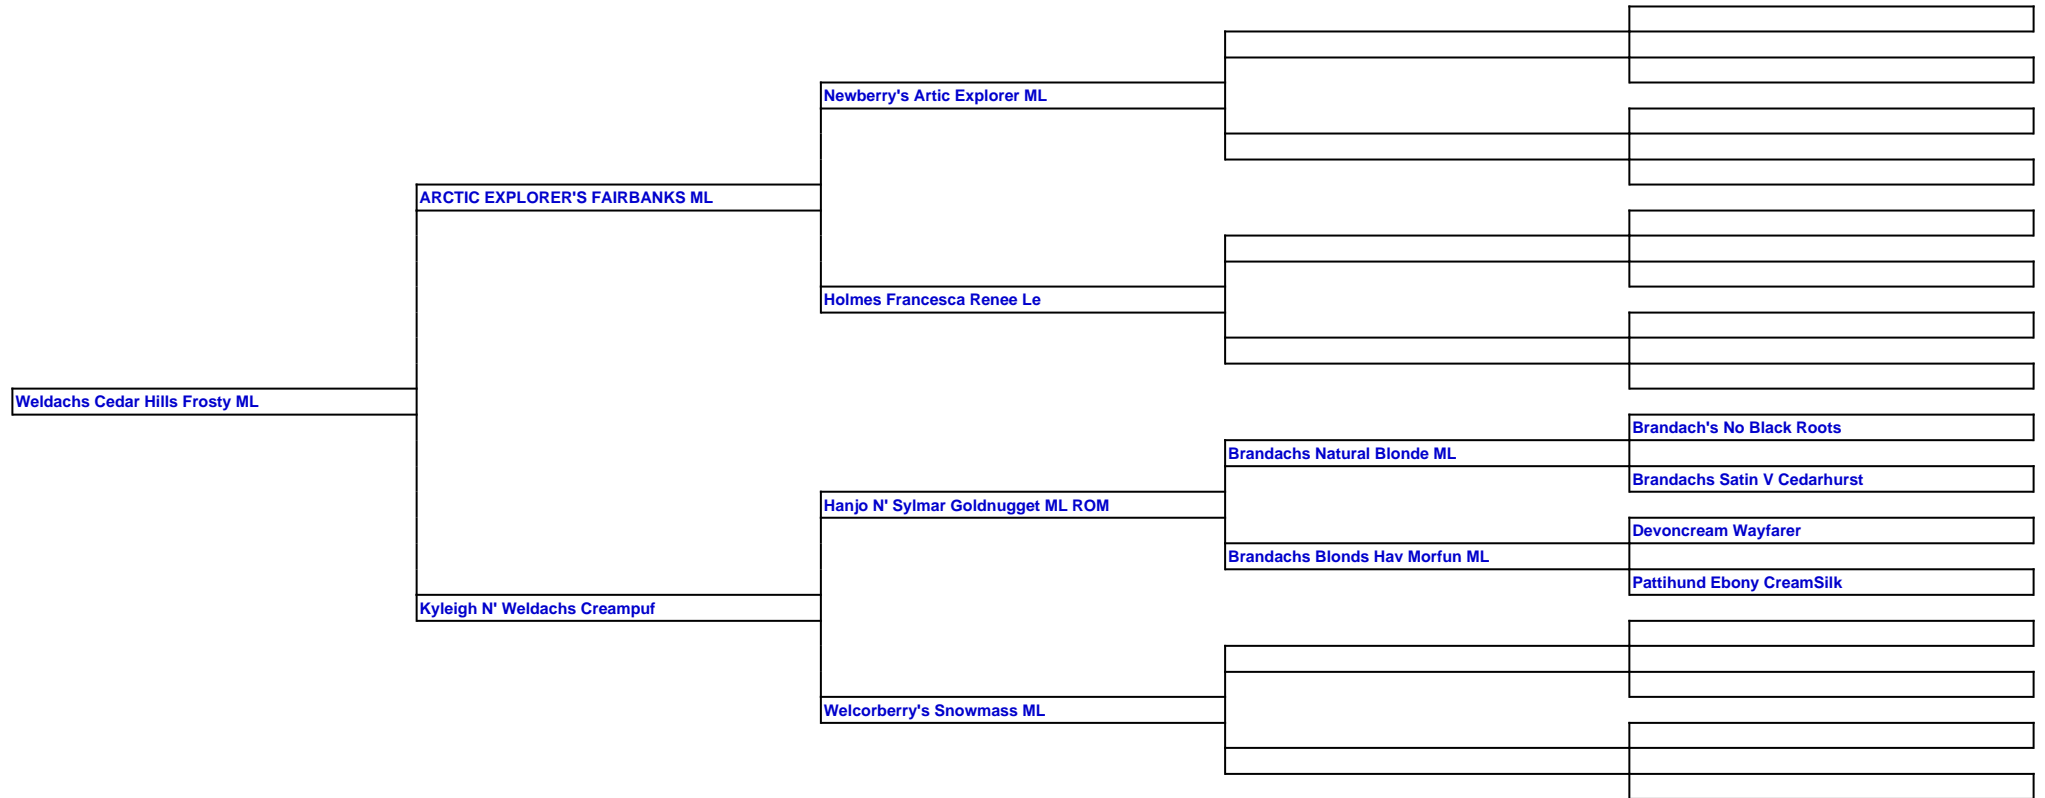 Newberry's Artic Explorer ML
ARCTIC EXPLORER'S FAIRBANKS ML
Holmes Francesca Renee Le
Weldachs Cedar Hills Frosty ML
Brandach's No Black Roots
Brandachs Natural Blonde ML
Brandachs Satin V Cedarhurst
Hanjo N' Sylmar Goldnugget ML ROM
Devoncream Wayfarer
Brandachs Blonds Hav Morfun ML
Pattihund Ebony CreamSilk
Kyleigh N' Weldachs Creampuf
Welcorberry's Snowmass ML